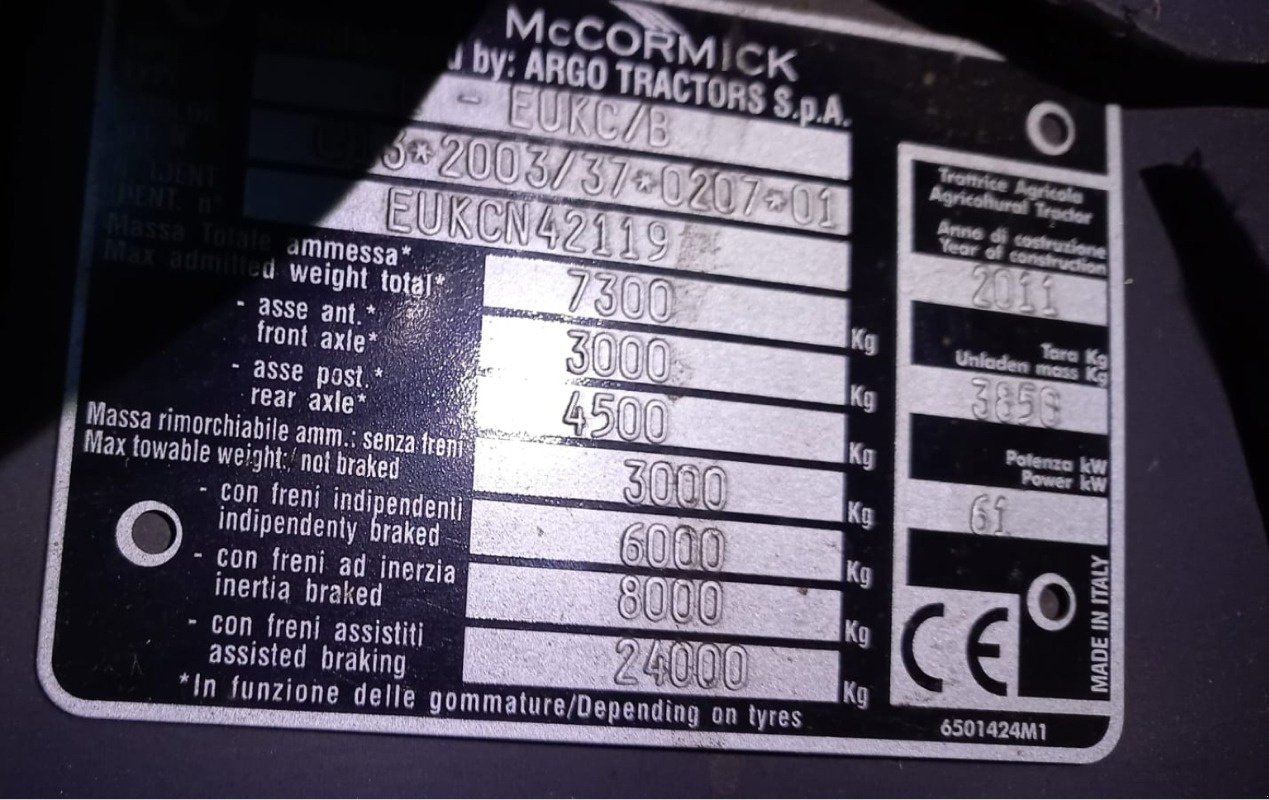 McCORMICK
by: ARGO TRACTORS S.p.A.
- EUKC/B
3*2003/37*0207*01
EUKCN42119
Massa Totale ammessa*
Max admitted weight total*
7300 Kg
- asse ant.*
front axle*
3000 Kg
- asse post.*
rear axle*
4500 Kg
Massa rimorchiabile amm.: senza freni
Max towable weight: not braked
3000 Kg
- con freni indipendenti
indipendenty braked
6000 Kg
- con freni ad inerzia
inertia braked
8000 Kg
- con freni assistiti
assisted braking
24000 Kg
*In funzione delle gommature/Depending on tyres
Trattrice Agricola
Agricoltural Tractor
Anno di costruzione
Year of construction
2011
Tara Kg
Unladen mass Kg
3850
Potenza kW
Power kW
61
CE
MADE IN ITALY
6501424M1